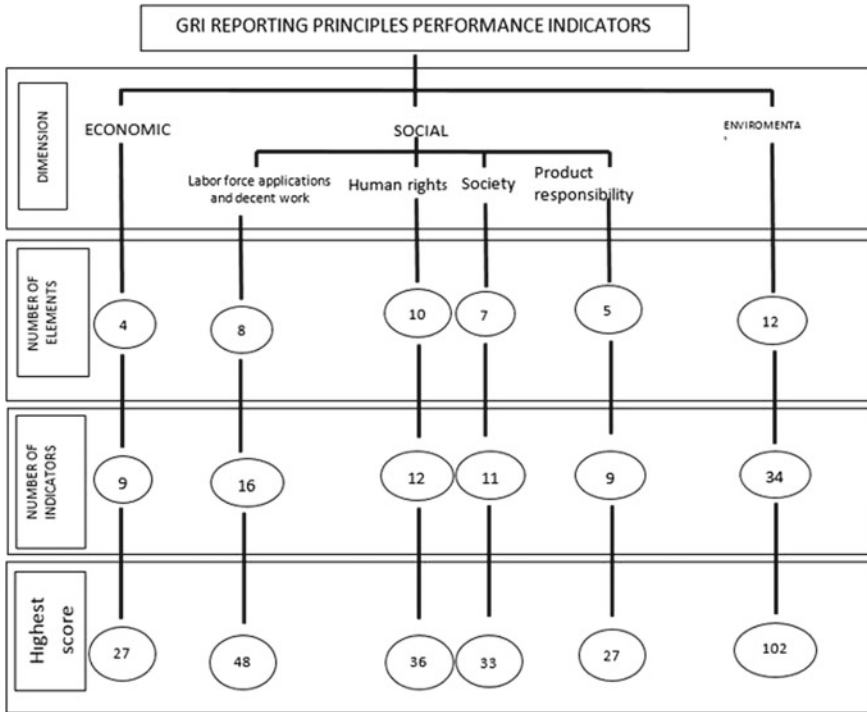 GRI REPORTING PRINCIPLES PERFORMANCE INDICATORS
DIMENSION
ECONOMIC
SOCIAL
ENVIROMENTA
Labor force applications
and decent work
Human rights
Society
Product
responsibility
NUMBER OF
ELEMENTS
4
8
10
7
5
12
NUMBER OF
INDICATORS
9
16
12
11
9
34
Highest
score
27
48
36
33
27
102